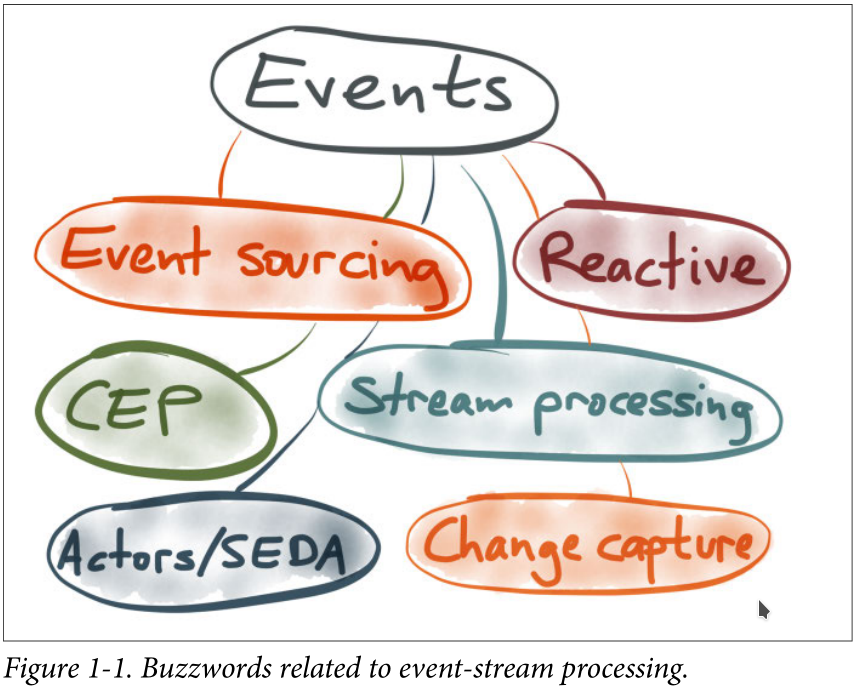 Events
Event sourcing
Reactive
CEP
Stream processing
Actors/SEDA
Change capture
Figure 1-1. Buzzwords related to event-stream processing.